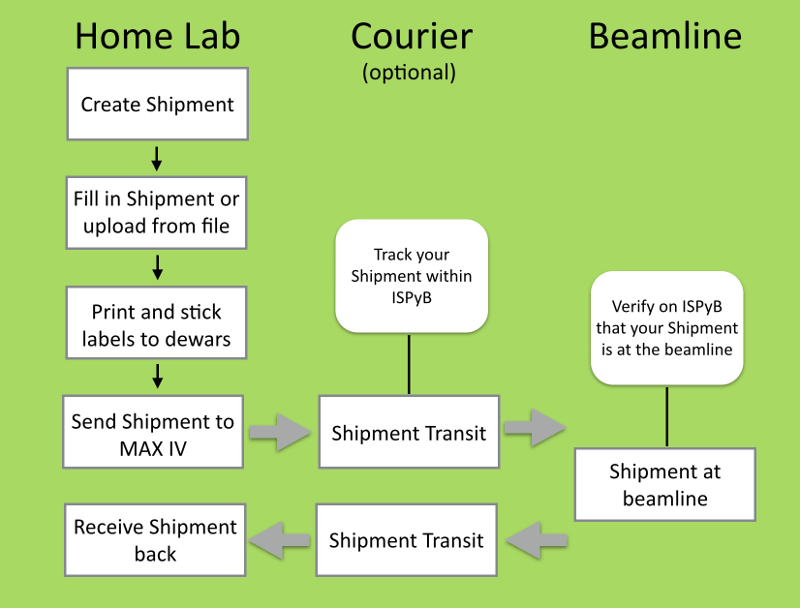 Home Lab
Courier
(optional)
Beamline
Create Shipment
Fill in Shipment or
upload from file
Print and stick
labels to dewars
Send Shipment to
MAX IV
Track your
Shipment within
ISPyB
Shipment Transit
Verify on ISPyB
that your Shipment
is at the beamline
Shipment at
beamline
Shipment Transit
Receive Shipment
back